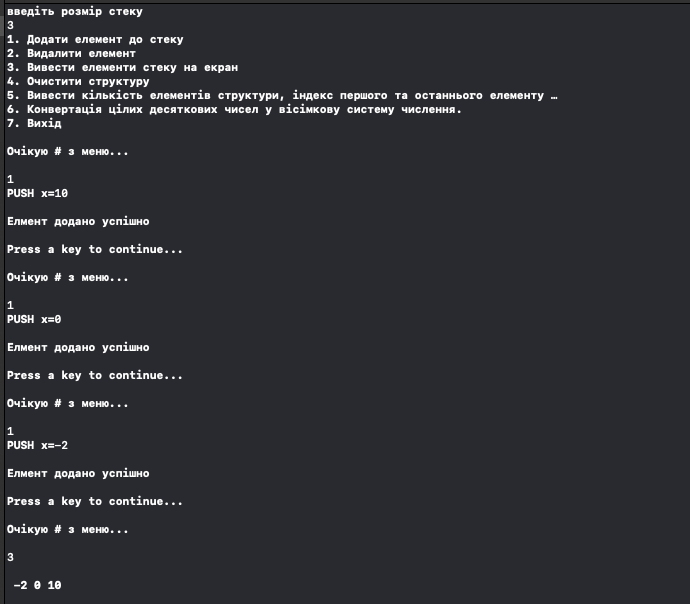 введіть розмір стеку
3
1. Додати елемент до стеку
2. Видалити елемент
3. Вивести елементи стеку на екран
4. Очистити структуру
5. Вивести кількість елементів структури, індекс першого та останнього елементу …
6. Конвертація цілих десяткових чисел у вісімкову систему числення.
7. Вихід
Очікую # з меню...
1
PUSH x=10
Елмент додано успішно
Press a key to continue...
Очікую # з меню...
1
PUSH x=0
Елмент додано успішно
Press a key to continue...
Очікую # з меню...
1
PUSH x=-2
Елмент додано успішно
Press a key to continue...
Очікую # з меню...
3
-2 0 10